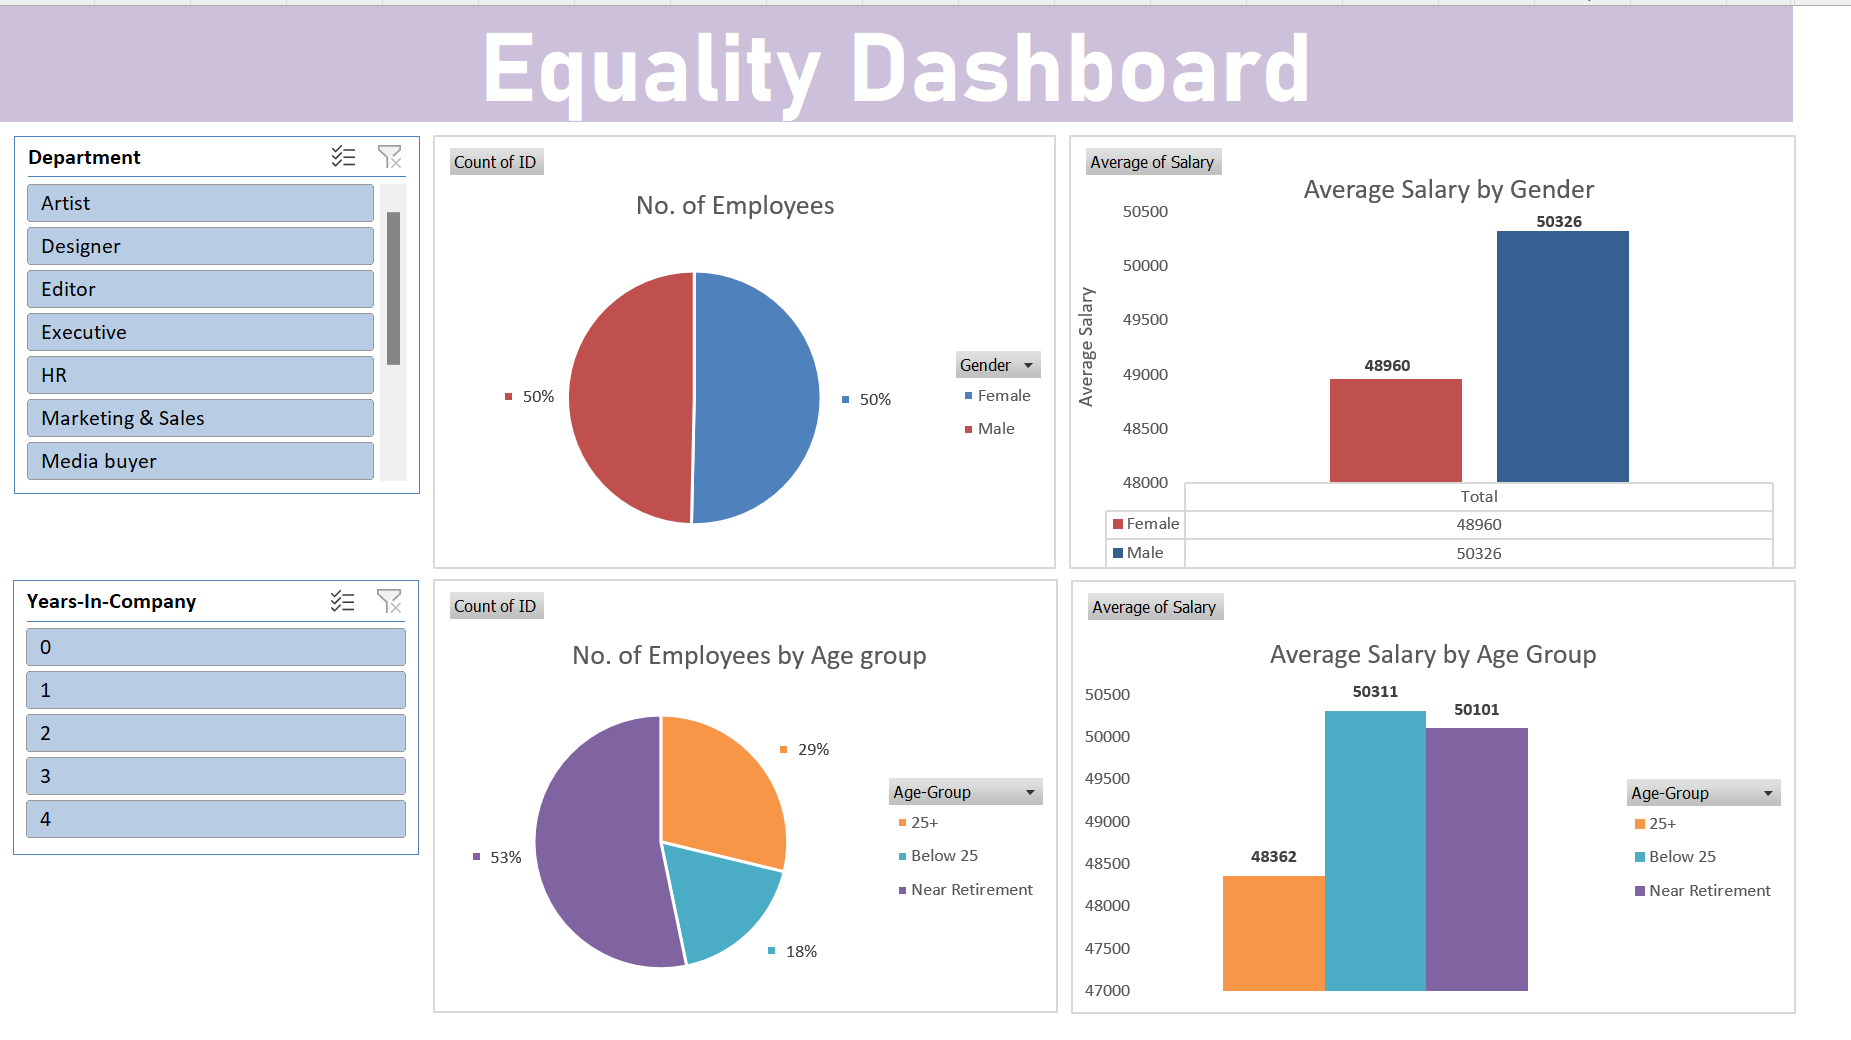 Equality Dashboard
Department
Artist
Designer
Editor
Executive
HR
Marketing & Sales
Media buyer
Years-In-Company
0
1
2
3
4
Count of ID
No. of Employees
50%
50%
Gender
Female
Male
Average of Salary
Average Salary by Gender
Average Salary
50500
50000
49500
49000
48500
48000
48960
50326
Total
Female 48960
Male 50326
Count of ID
No. of Employees by Age group
29%
53%
18%
Age-Group
25+
Below 25
Near Retirement
Average of Salary
Average Salary by Age Group
50500
50000
49500
49000
48500
48000
47500
47000
48362
50311
50101
Age-Group
25+
Below 25
Near Retirement